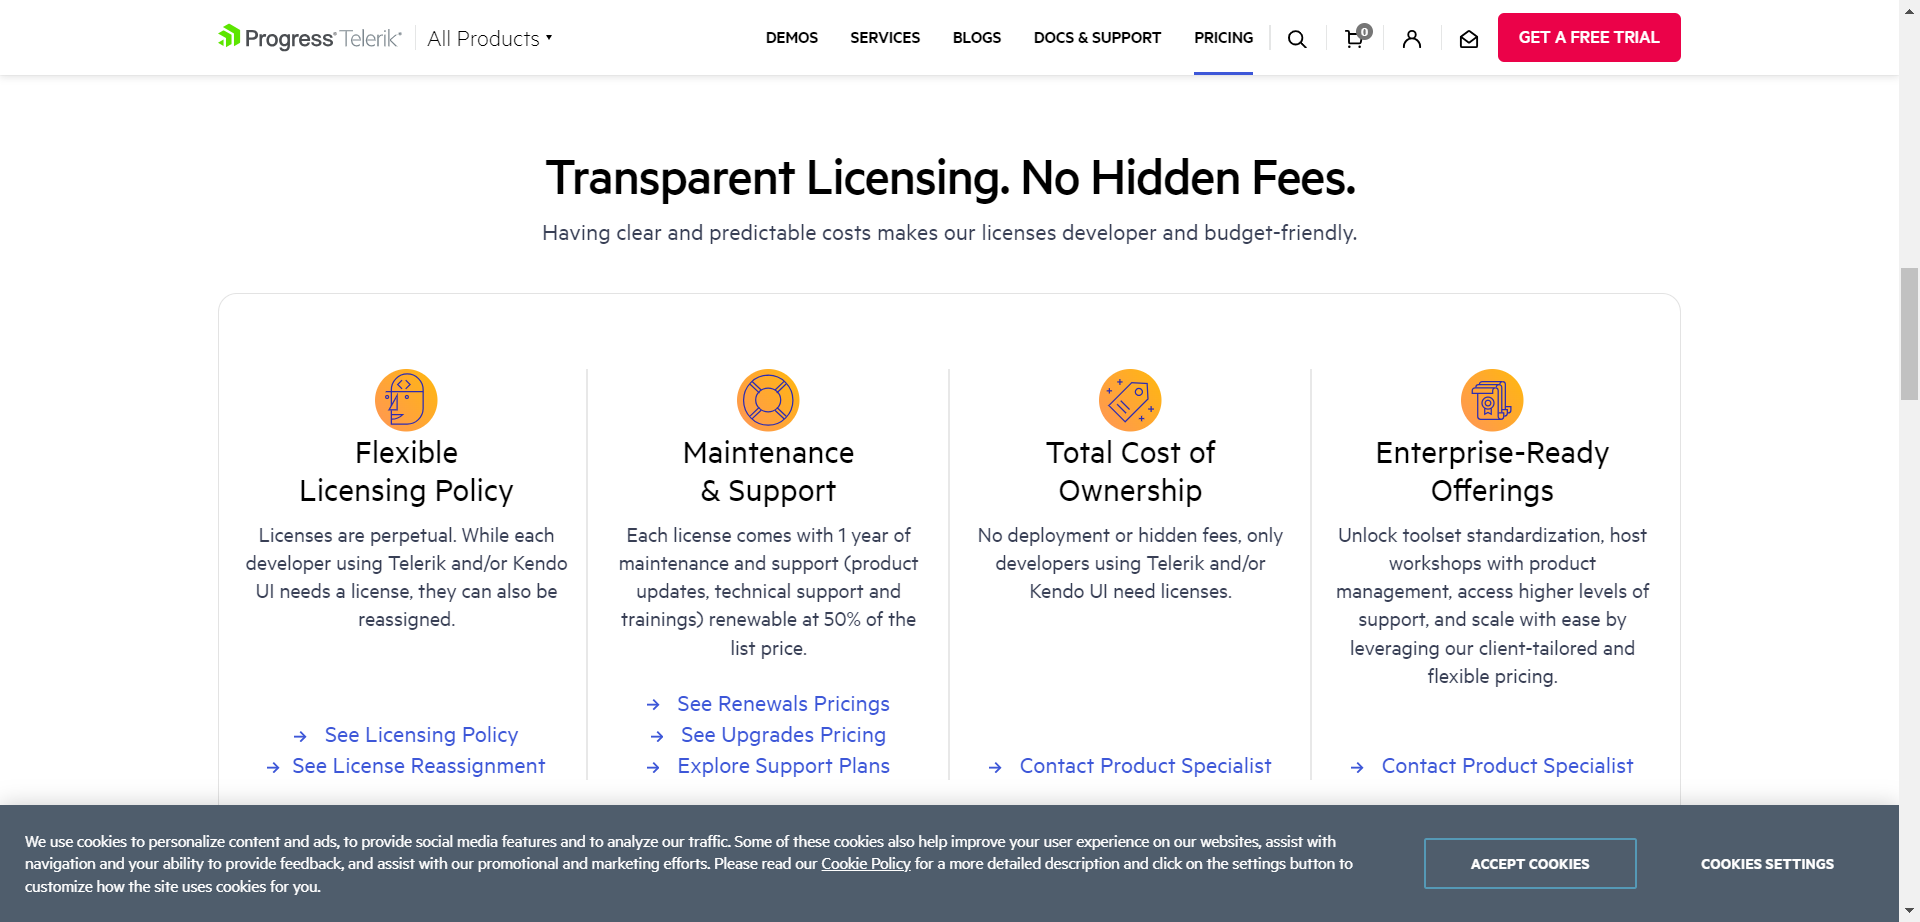 Progress Telerik All Products DEMOS SERVICES BLOGS DOCS & SUPPORT PRICING 0 GET A FREE TRIAL
Transparent Licensing. No Hidden Fees.
Having clear and predictable costs makes our licenses developer and budget-friendly.
Flexible
Licensing Policy
Licenses are perpetual. While each
developer using Telerik and/or Kendo
UI needs a license, they can also be
reassigned.
See Licensing Policy
See License Reassignment
Maintenance
& Support
Each license comes with 1 year of
maintenance and support (product
updates, technical support and
trainings) renewable at 50% of the
list price.
See Renewals Pricings
See Upgrades Pricing
Explore Support Plans
Total Cost of
Ownership
No deployment or hidden fees, only
developers using Telerik and/or
Kendo UI need licenses.
Contact Product Specialist
Enterprise-Ready
Offerings
Unlock toolset standardization, host
workshops with product
management, access higher levels of
support, and scale with ease by
leveraging our client-tailored and
flexible pricing.
Contact Product Specialist
We use cookies to personalize content and ads, to provide social media features and to analyze our traffic. Some of these cookies also help improve your user experience on our websites, assist with
navigation and your ability to provide feedback, and assist with our promotional and marketing efforts. Please read our Cookie Policy for a more detailed description and click on the settings button to
customize how the site uses cookies for you.
ACCEPT COOKIES
COOKIES SETTINGS